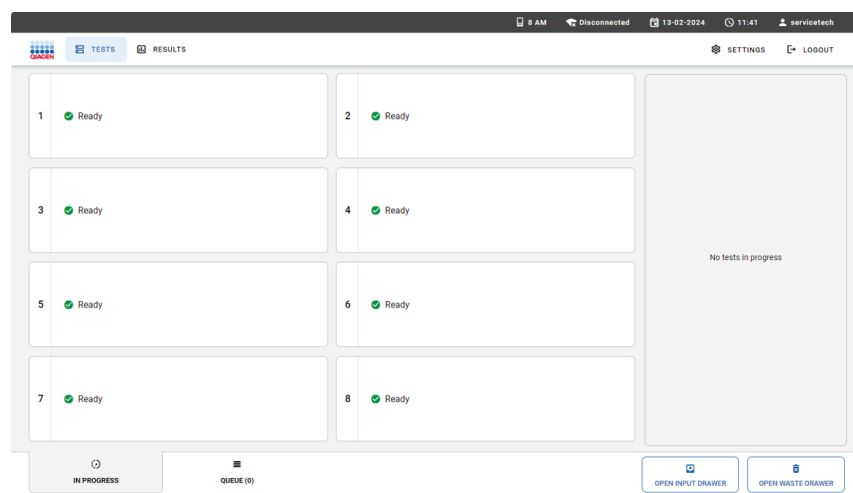 8 AM Disconnected 13-02-2024 11:41 servicetech
QIAGEN TESTS RESULTS SETTINGS LOGOUT
1 Ready
2 Ready
3 Ready
4 Ready
No tests in progress
5 Ready
6 Ready
7 Ready
8 Ready
IN PROGRESS
QUEUE (0)
OPEN INPUT DRAWER
OPEN WASTE DRAWER